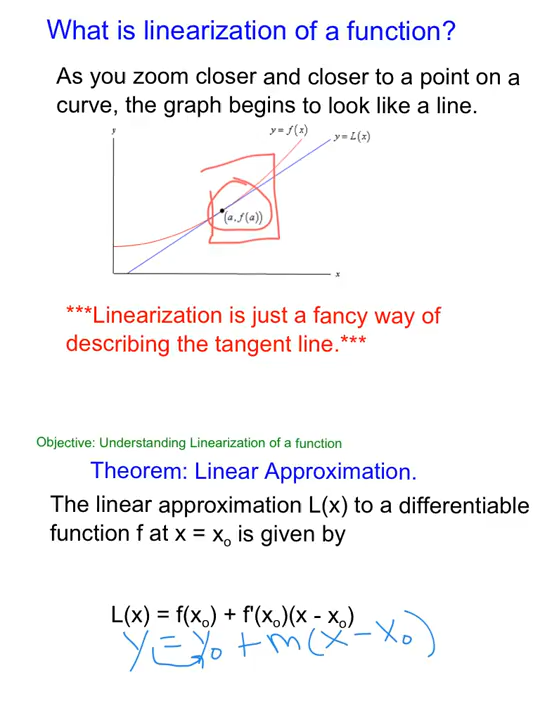 What is linearization of a function?
As you zoom closer and closer to a point on a
curve, the graph begins to look like a line.
y
y = f(x)
y = L(x)
(a, f(a))
x
***Linearization is just a fancy way of
describing the tangent line.***
Objective: Understanding Linearization of a function
Theorem: Linear Approximation.
The linear approximation L(x) to a differentiable
function f at x = xₒ is given by
L(x) = f(xₒ) + f'(xₒ)(x - xₒ)
y = y₀ + m(x - x₀)